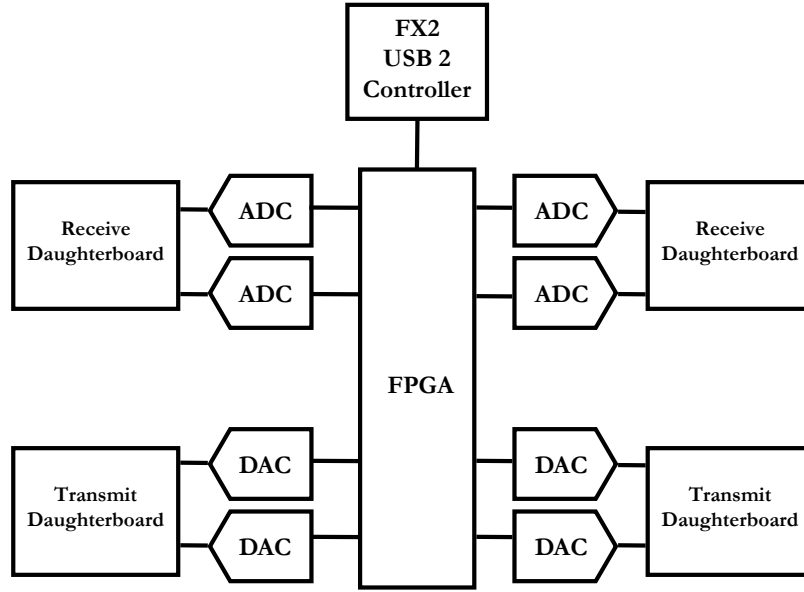 FX2
USB 2
Controller
ADC
ADC
Receive
Daughterboard
Receive
Daughterboard
ADC
ADC
FPGA
DAC
DAC
Transmit
Daughterboard
Transmit
Daughterboard
DAC
DAC